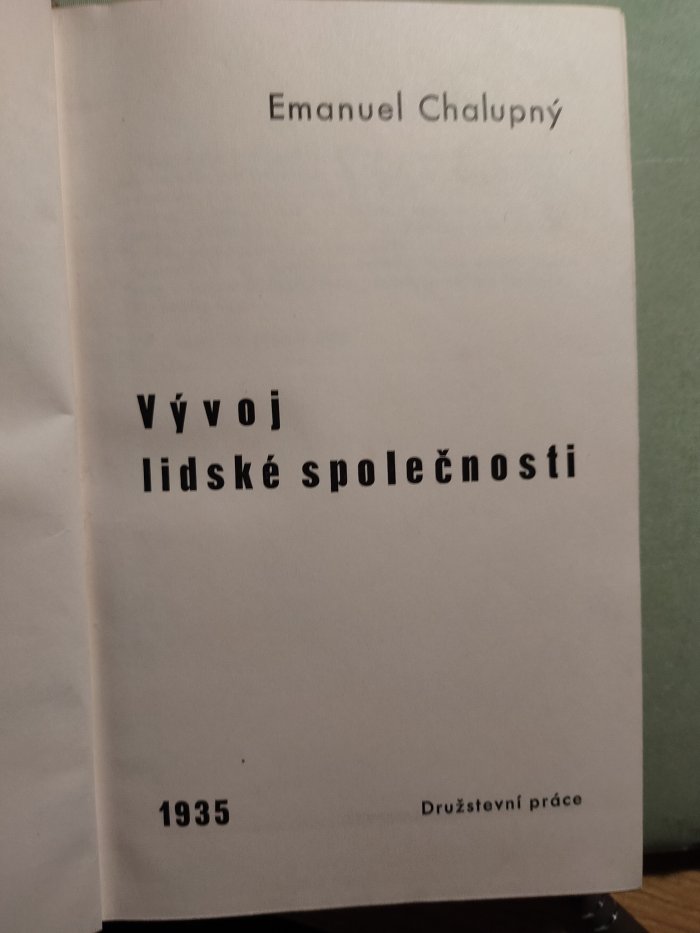 Emanuel Chalupný
Vývoj
lidské společnosti
1935
Družstevní práce